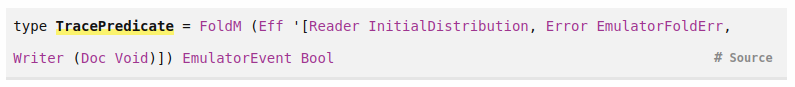 type TracePredicate = FoldM (Eff '[Reader InitialDistribution, Error EmulatorFoldErr,
Writer (Doc Void)]) EmulatorEvent Bool # Source